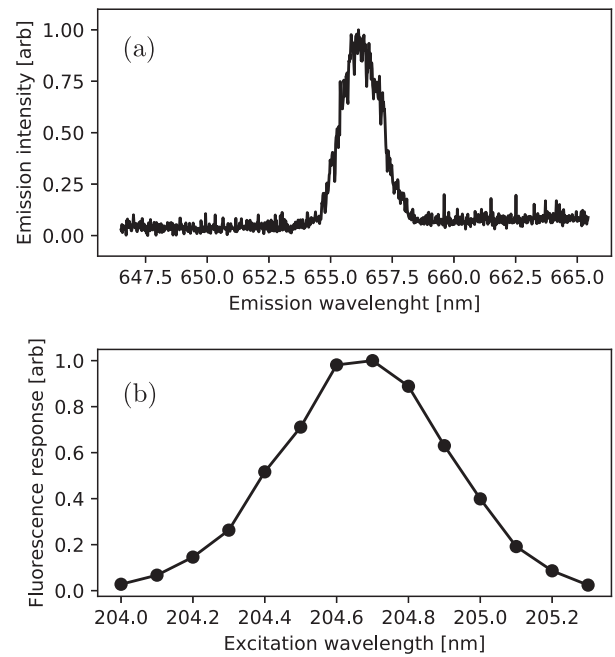 (a)
Emission intensity [arb]
1.00
0.75
0.50
0.25
0.00
647.5 650.0 652.5 655.0 657.5 660.0 662.5 665.0
Emission wavelenght [nm]
(b)
Fluorescence response [arb]
1.0
0.8
0.6
0.4
0.2
0.0
204.0 204.2 204.4 204.6 204.8 205.0 205.2
Excitation wavelength [nm]